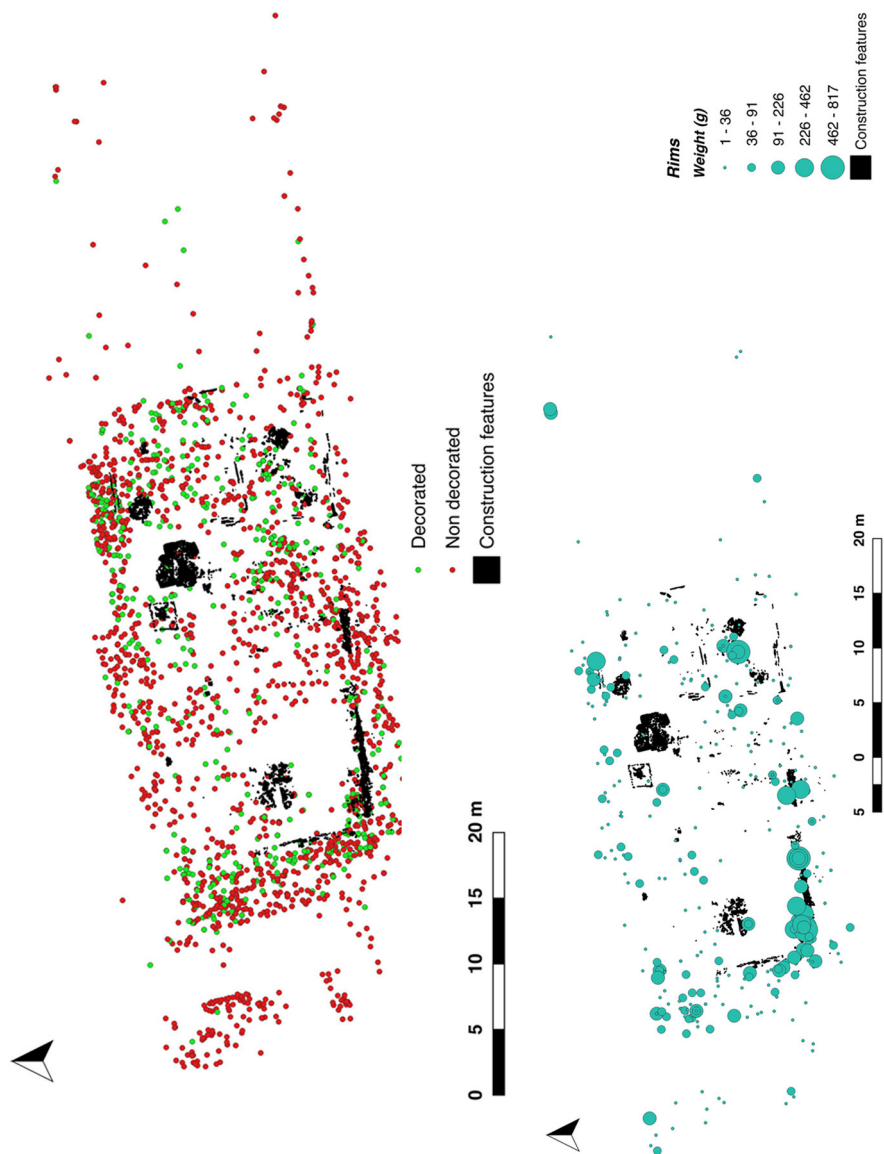 Decorated
Non decorated
Construction features
0 5 10 15 20 m
Rims
Weight (g)
1 - 36
36 - 91
91 - 226
226 - 462
462 - 817
Construction features
5 0 5 10 15 20 m